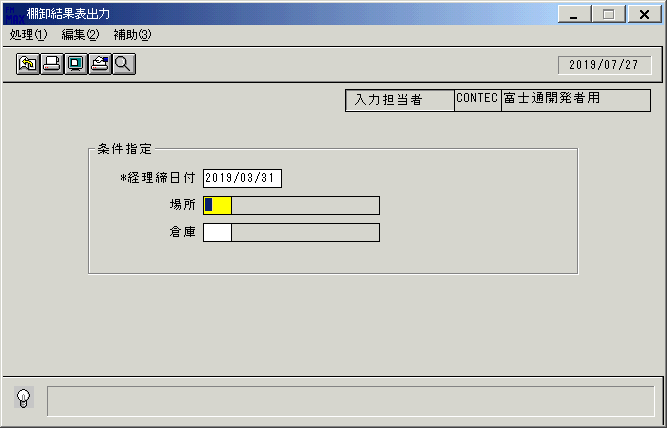 棚卸結果表出力
処理(1) 編集(2) 補助(3)
2019/07/27
入力担当者 CONTEC 富士通開発者用
条件指定
*経理締日付 2019/03/31
場所
倉庫